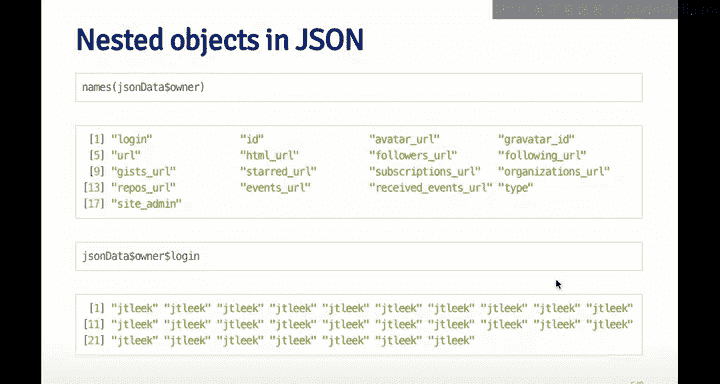 Nested objects in JSON
names(jsonData$owner)
[1] "login" "id" "avatar_url" "gravatar_id"
[5] "url" "html_url" "followers_url" "following_url"
[9] "gists_url" "starred_url" "subscriptions_url" "organizations_url"
[13] "repos_url" "events_url" "received_events_url" "type"
[17] "site_admin"
jsonData$owner$login
[1] "jtleek" "jtleek" "jtleek" "jtleek" "jtleek" "jtleek" "jtleek" "jtleek" "jtleek" "jtleek"
[11] "jtleek" "jtleek" "jtleek" "jtleek" "jtleek" "jtleek" "jtleek" "jtleek" "jtleek" "jtleek"
[21] "jtleek" "jtleek" "jtleek" "jtleek" "jtleek" "jtleek" "jtleek"